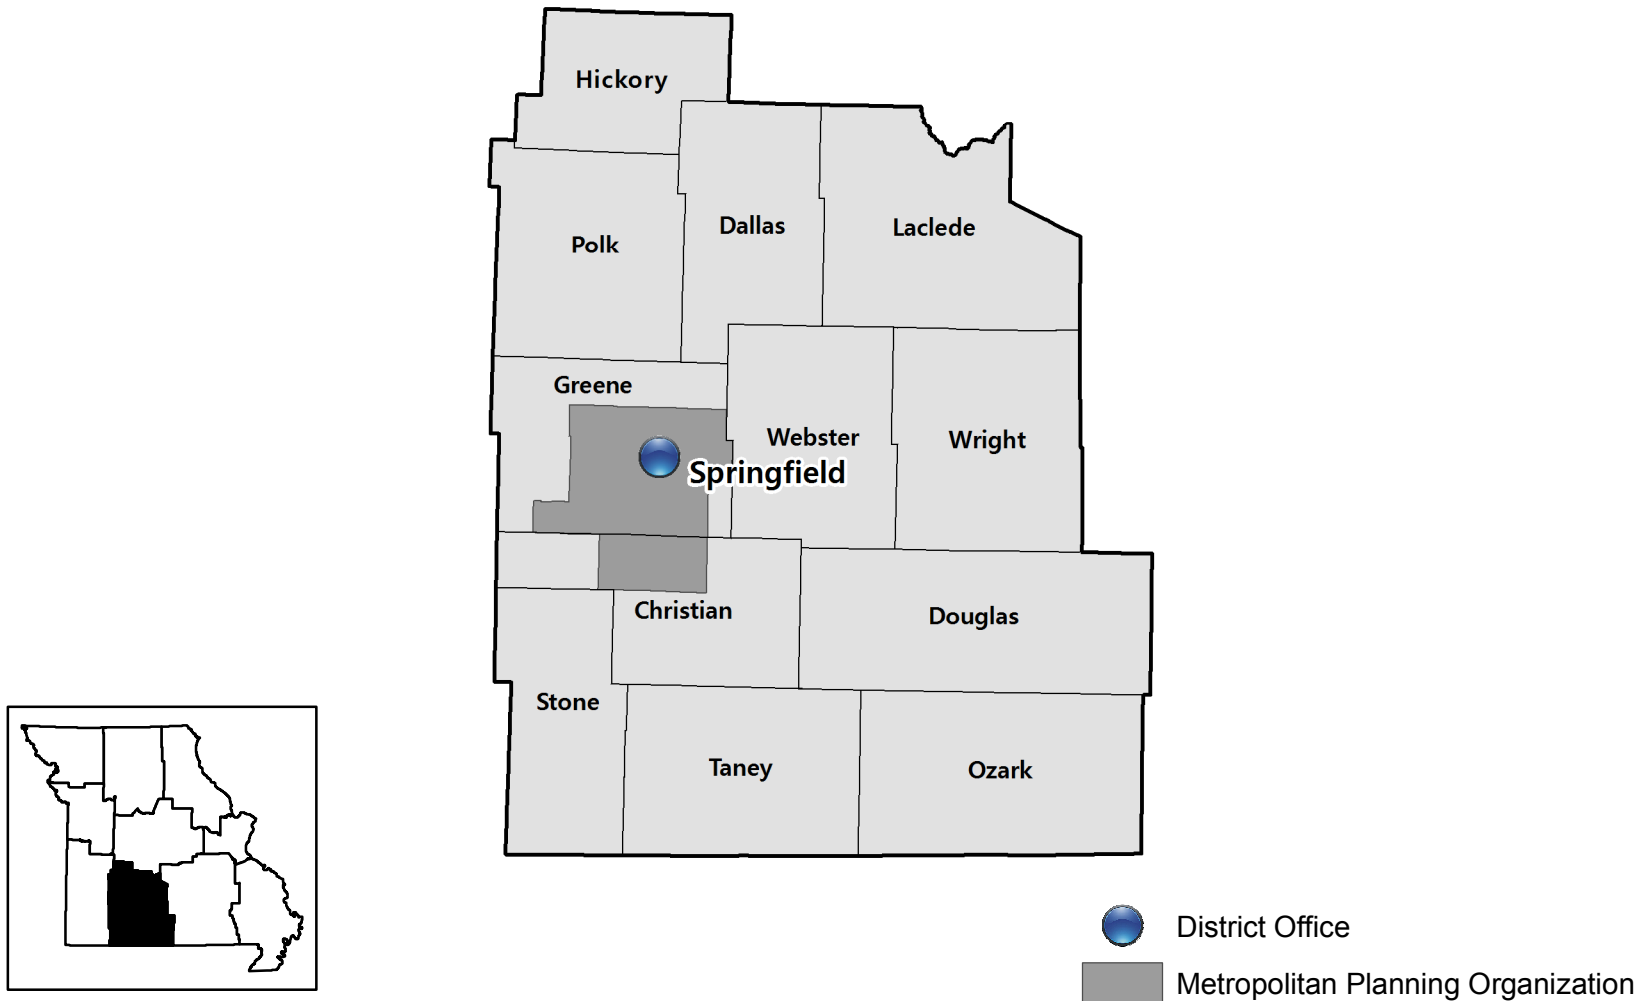 Hickory
Dallas
Laclede
Polk
Greene
Webster
Wright
Springfield
Christian
Douglas
Stone
Taney
Ozark
District Office
Metropolitan Planning Organization